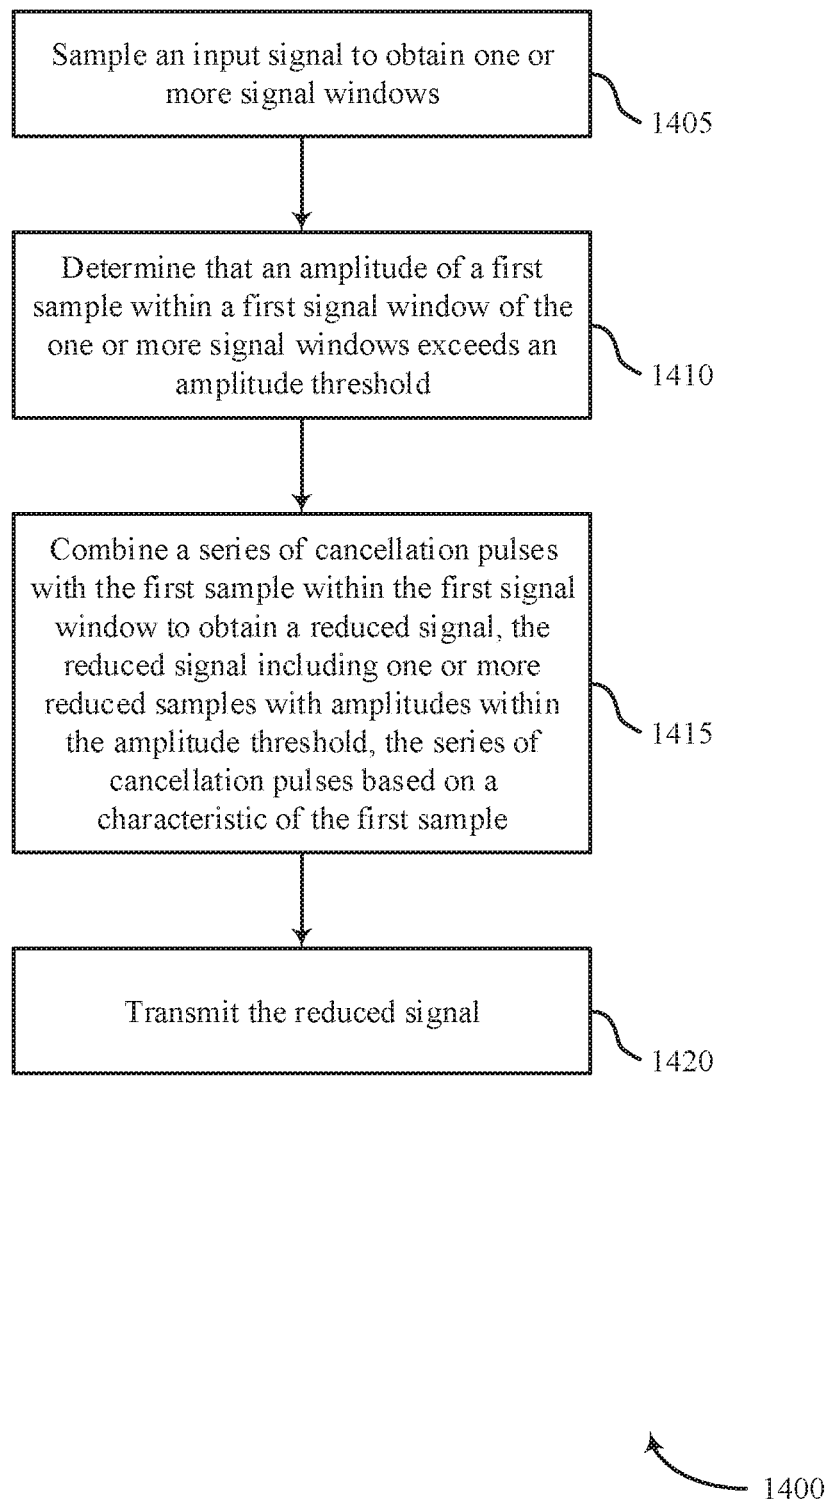 Sample an input signal to obtain one or
more signal windows
1405
Determine that an amplitude of a first
sample within a first signal window of the
one or more signal windows exceeds an
amplitude threshold
1410
Combine a series of cancellation pulses
with the first sample within the first signal
window to obtain a reduced signal, the
reduced signal including one or more
reduced samples with amplitudes within
the amplitude threshold, the series of
cancellation pulses based on a
characteristic of the first sample
1415
Transmit the reduced signal
1420
1400